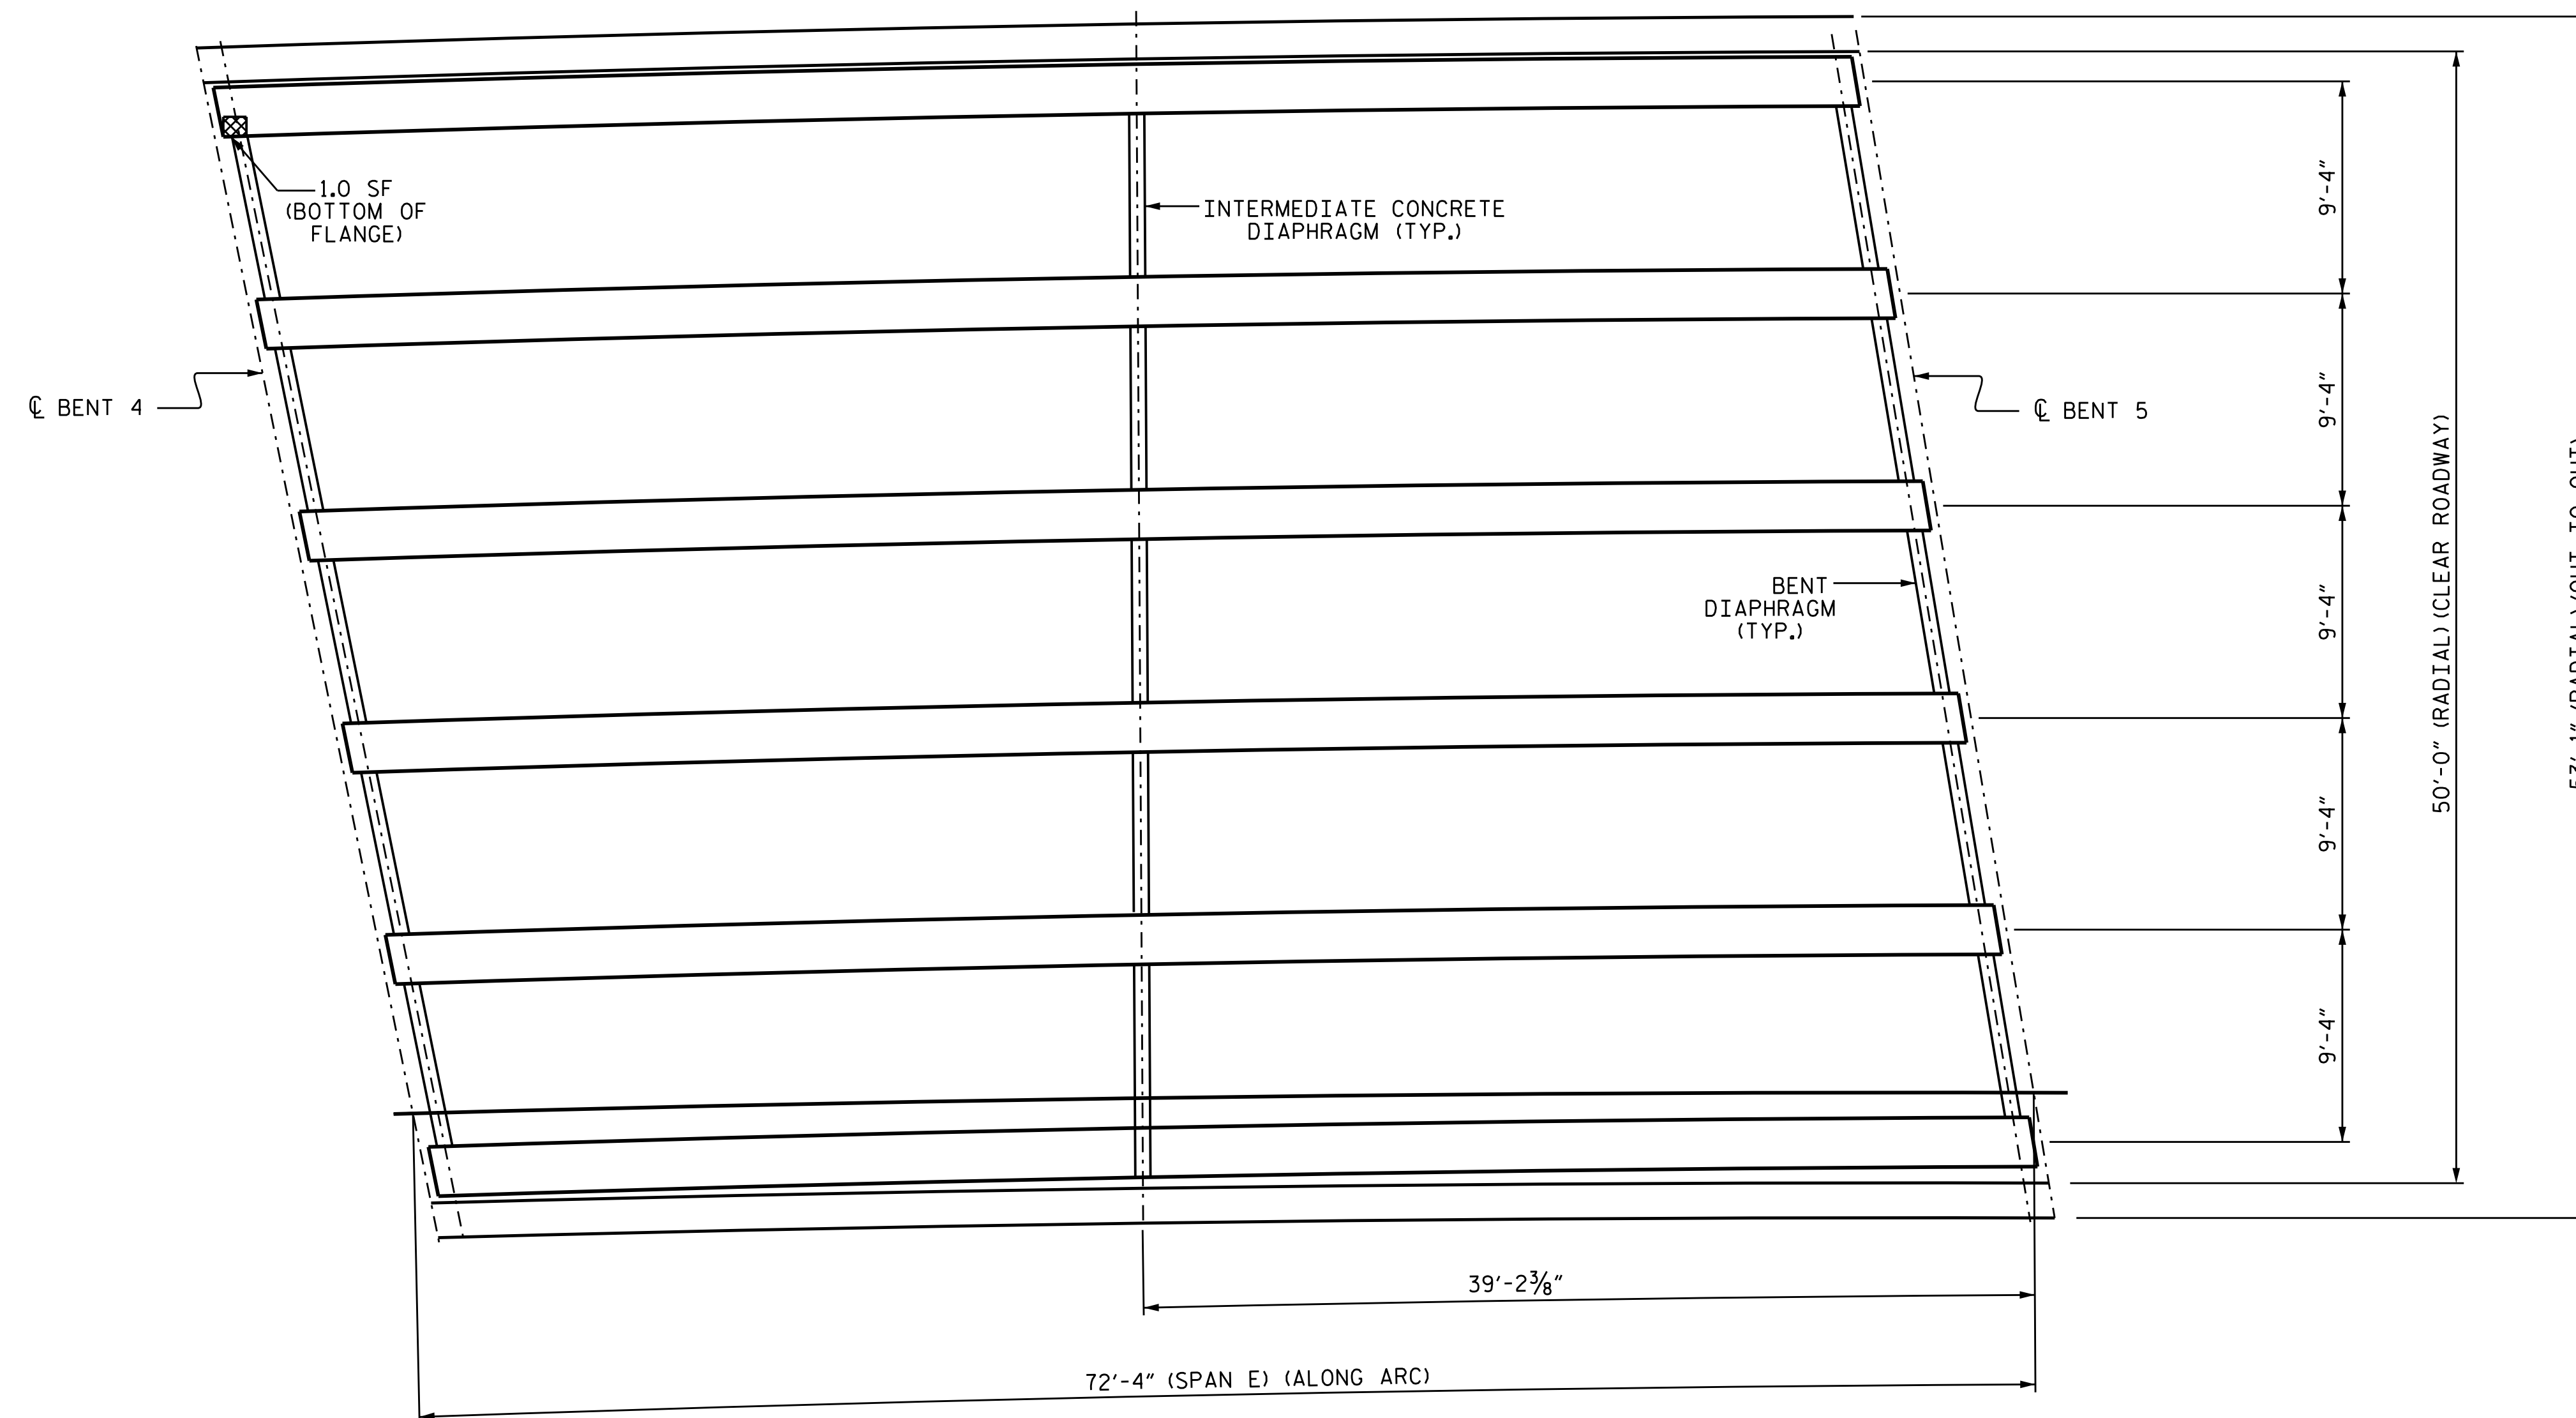 1.0 SF
(BOTTOM OF
FLANGE)
INTERMEDIATE CONCRETE
DIAPHRAGM (TYP.)
℄ BENT 4
℄ BENT 5
BENT
DIAPHRAGM
(TYP.)
9'-4"
9'-4"
9'-4"
9'-4"
9'-4"
50'-0" (RADIAL) (CLEAR ROADWAY)
39'-2⅜"
72'-4" (SPAN E) (ALONG ARC)